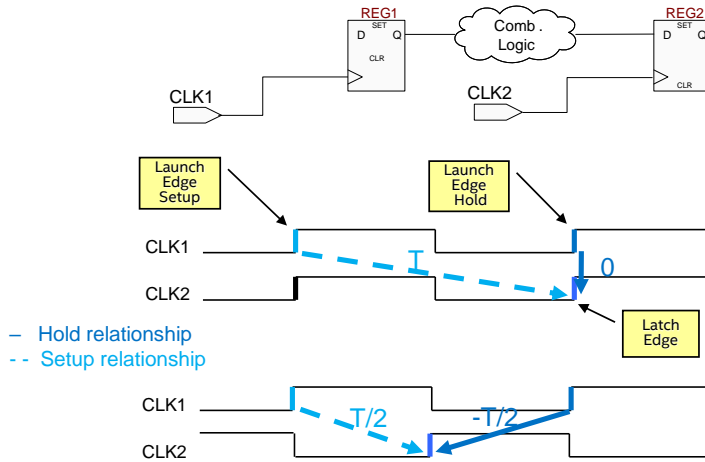 REG1
SET
D Q
CLR
Comb .
Logic
REG2
SET
D Q
CLR
CLK1
CLK2
Launch
Edge
Setup
Launch
Edge
Hold
CLK1
T
0
CLK2
Latch
Edge
– Hold relationship
- - Setup relationship
CLK1
T/2
-T/2
CLK2